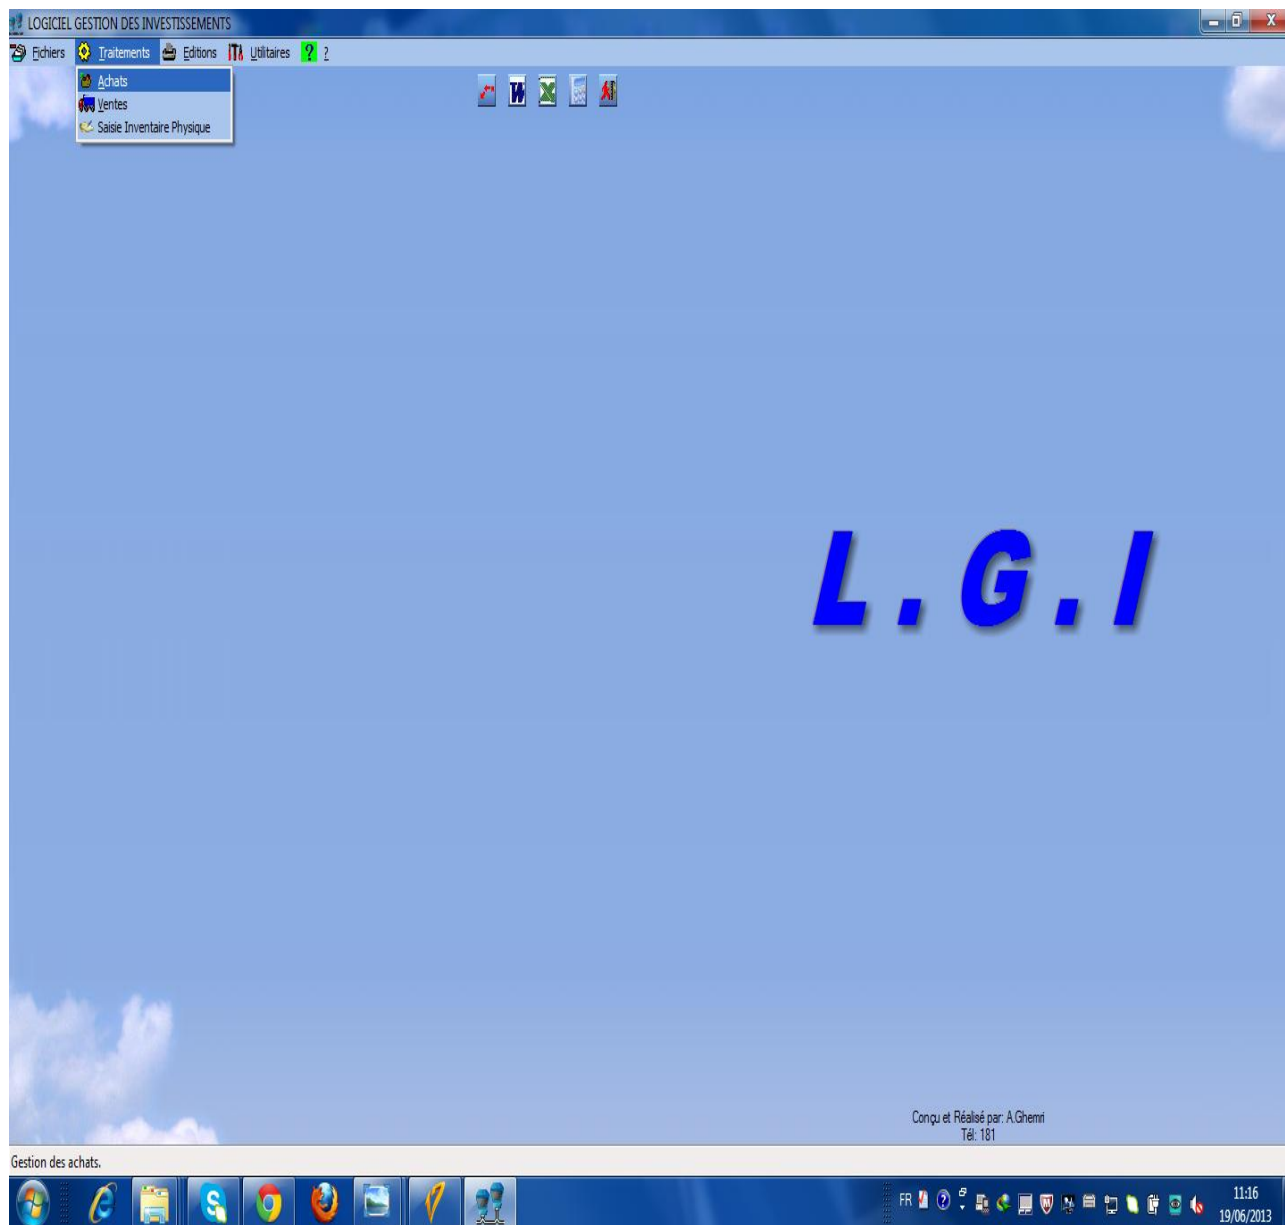 LOGICIEL GESTION DES INVESTISSEMENTS
Fichiers Traitements Editions Utilitaires ? ?
Achats
Ventes
Saisie Inventaire Physique
L.G.I
Conçu et Réalisé par: A.Ghemri
Tél: 181
Gestion des achats.
FR 11:16
19/06/2013